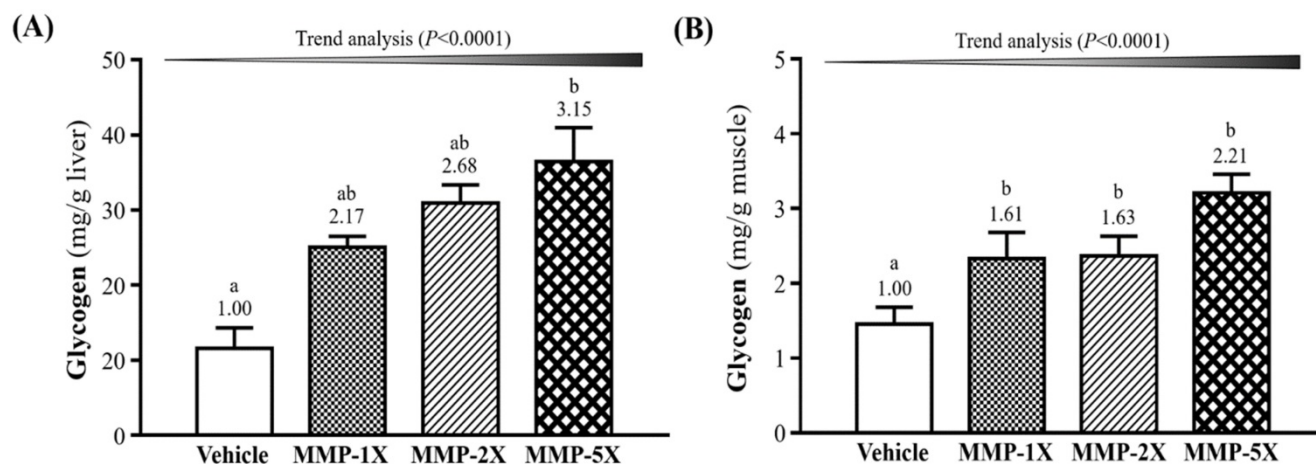 (A)
Trend analysis (P<0.0001)
Glycogen (mg/g liver)
50
40
30
20
20
0
a
1.00
ab
2.17
ab
2.68
b
3.15
Vehicle MMP-1X MMP-2X MMP-5X
(B)
Trend analysis (P<0.0001)
Glycogen (mg/g muscle)
5
4
3
2
1
0
a
1.00
b
1.61
b
1.63
b
2.21
Vehicle MMP-1X MMP-2X MMP-5X